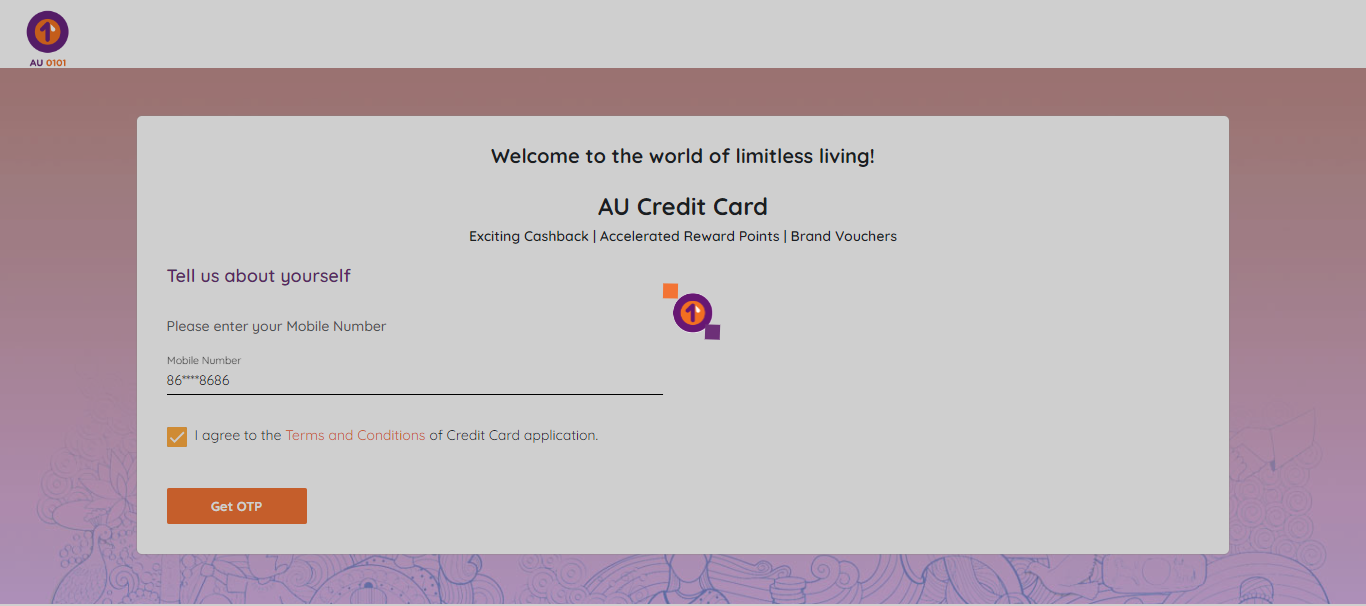 AU 0101
Welcome to the world of limitless living!
AU Credit Card
Exciting Cashback | Accelerated Reward Points | Brand Vouchers
Tell us about yourself
Please enter your Mobile Number
Mobile Number
86****8686
I agree to the Terms and Conditions of Credit Card application.
Get OTP